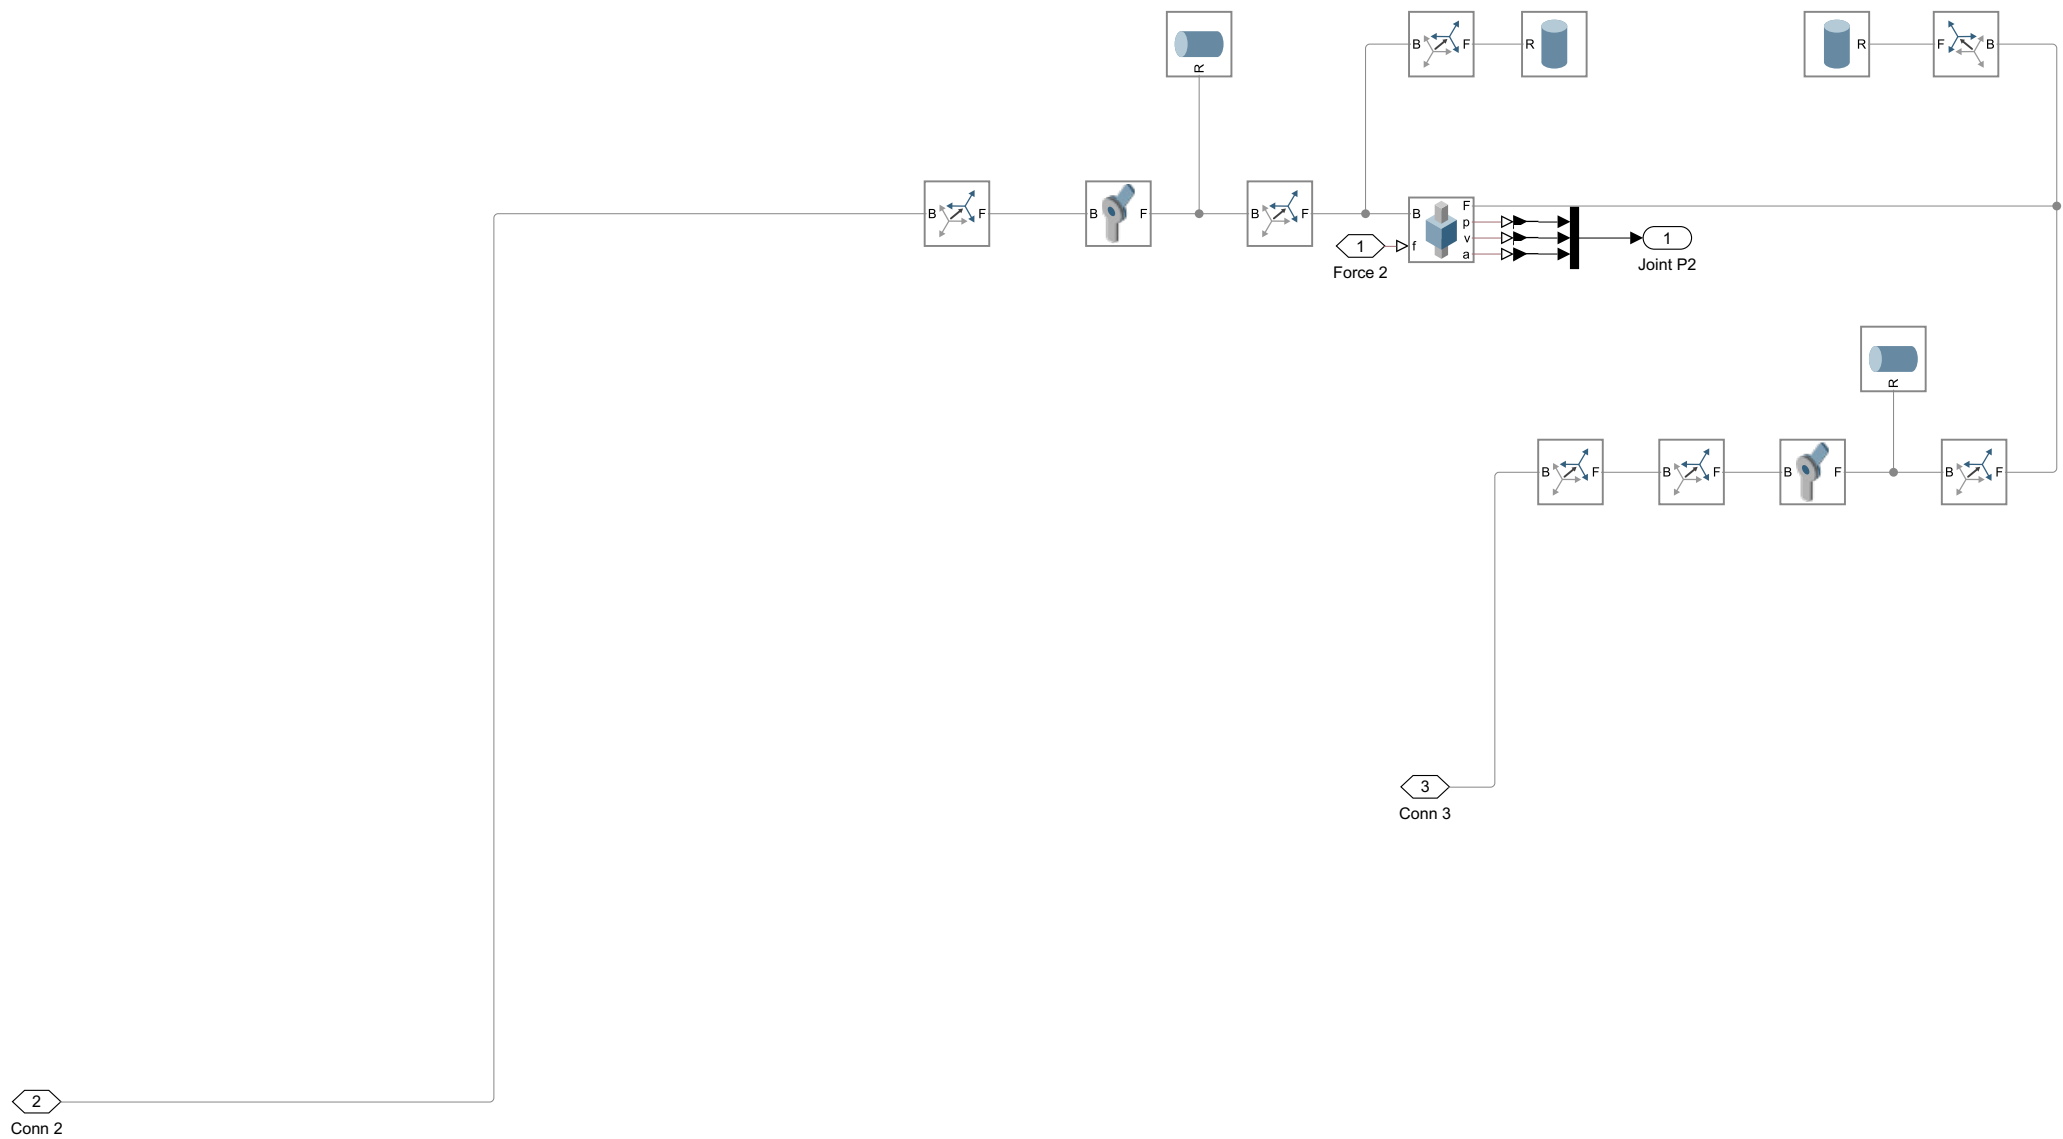 R
B F R
R F B
B F B F B F B F
p
v
f a
1 1
Force 2 Joint P2
R
B F B F B F B F
3
Conn 3
2
Conn 2